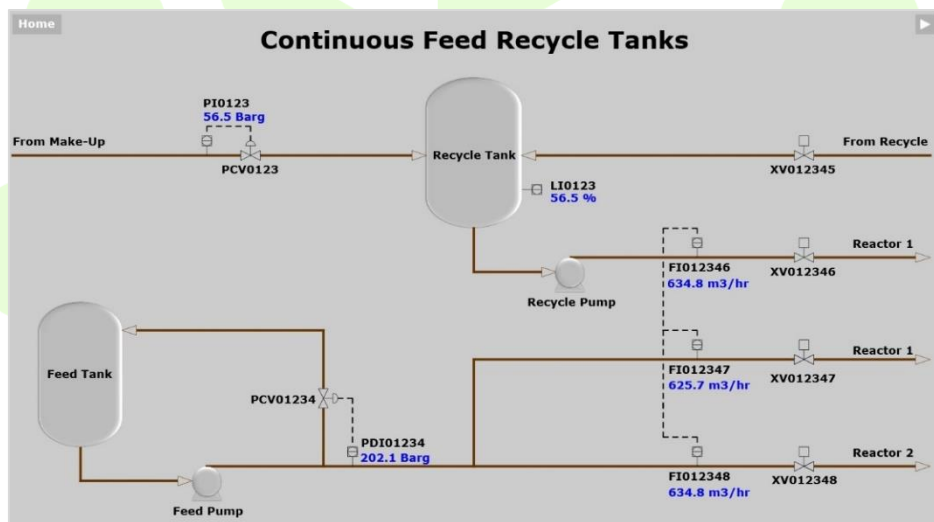 Home
Continuous Feed Recycle Tanks
PI0123
56.5 Barg
From Make-Up
PCV0123
Recycle Tank
From Recycle
XV012345
LI0123
56.5 %
Recycle Pump
FI012346
634.8 m3/hr
XV012346
Reactor 1
Feed Tank
PCV01234
PDI01234
202.1 Barg
Feed Pump
FI012347
625.7 m3/hr
XV012347
Reactor 1
FI012348
634.8 m3/hr
XV012348
Reactor 2